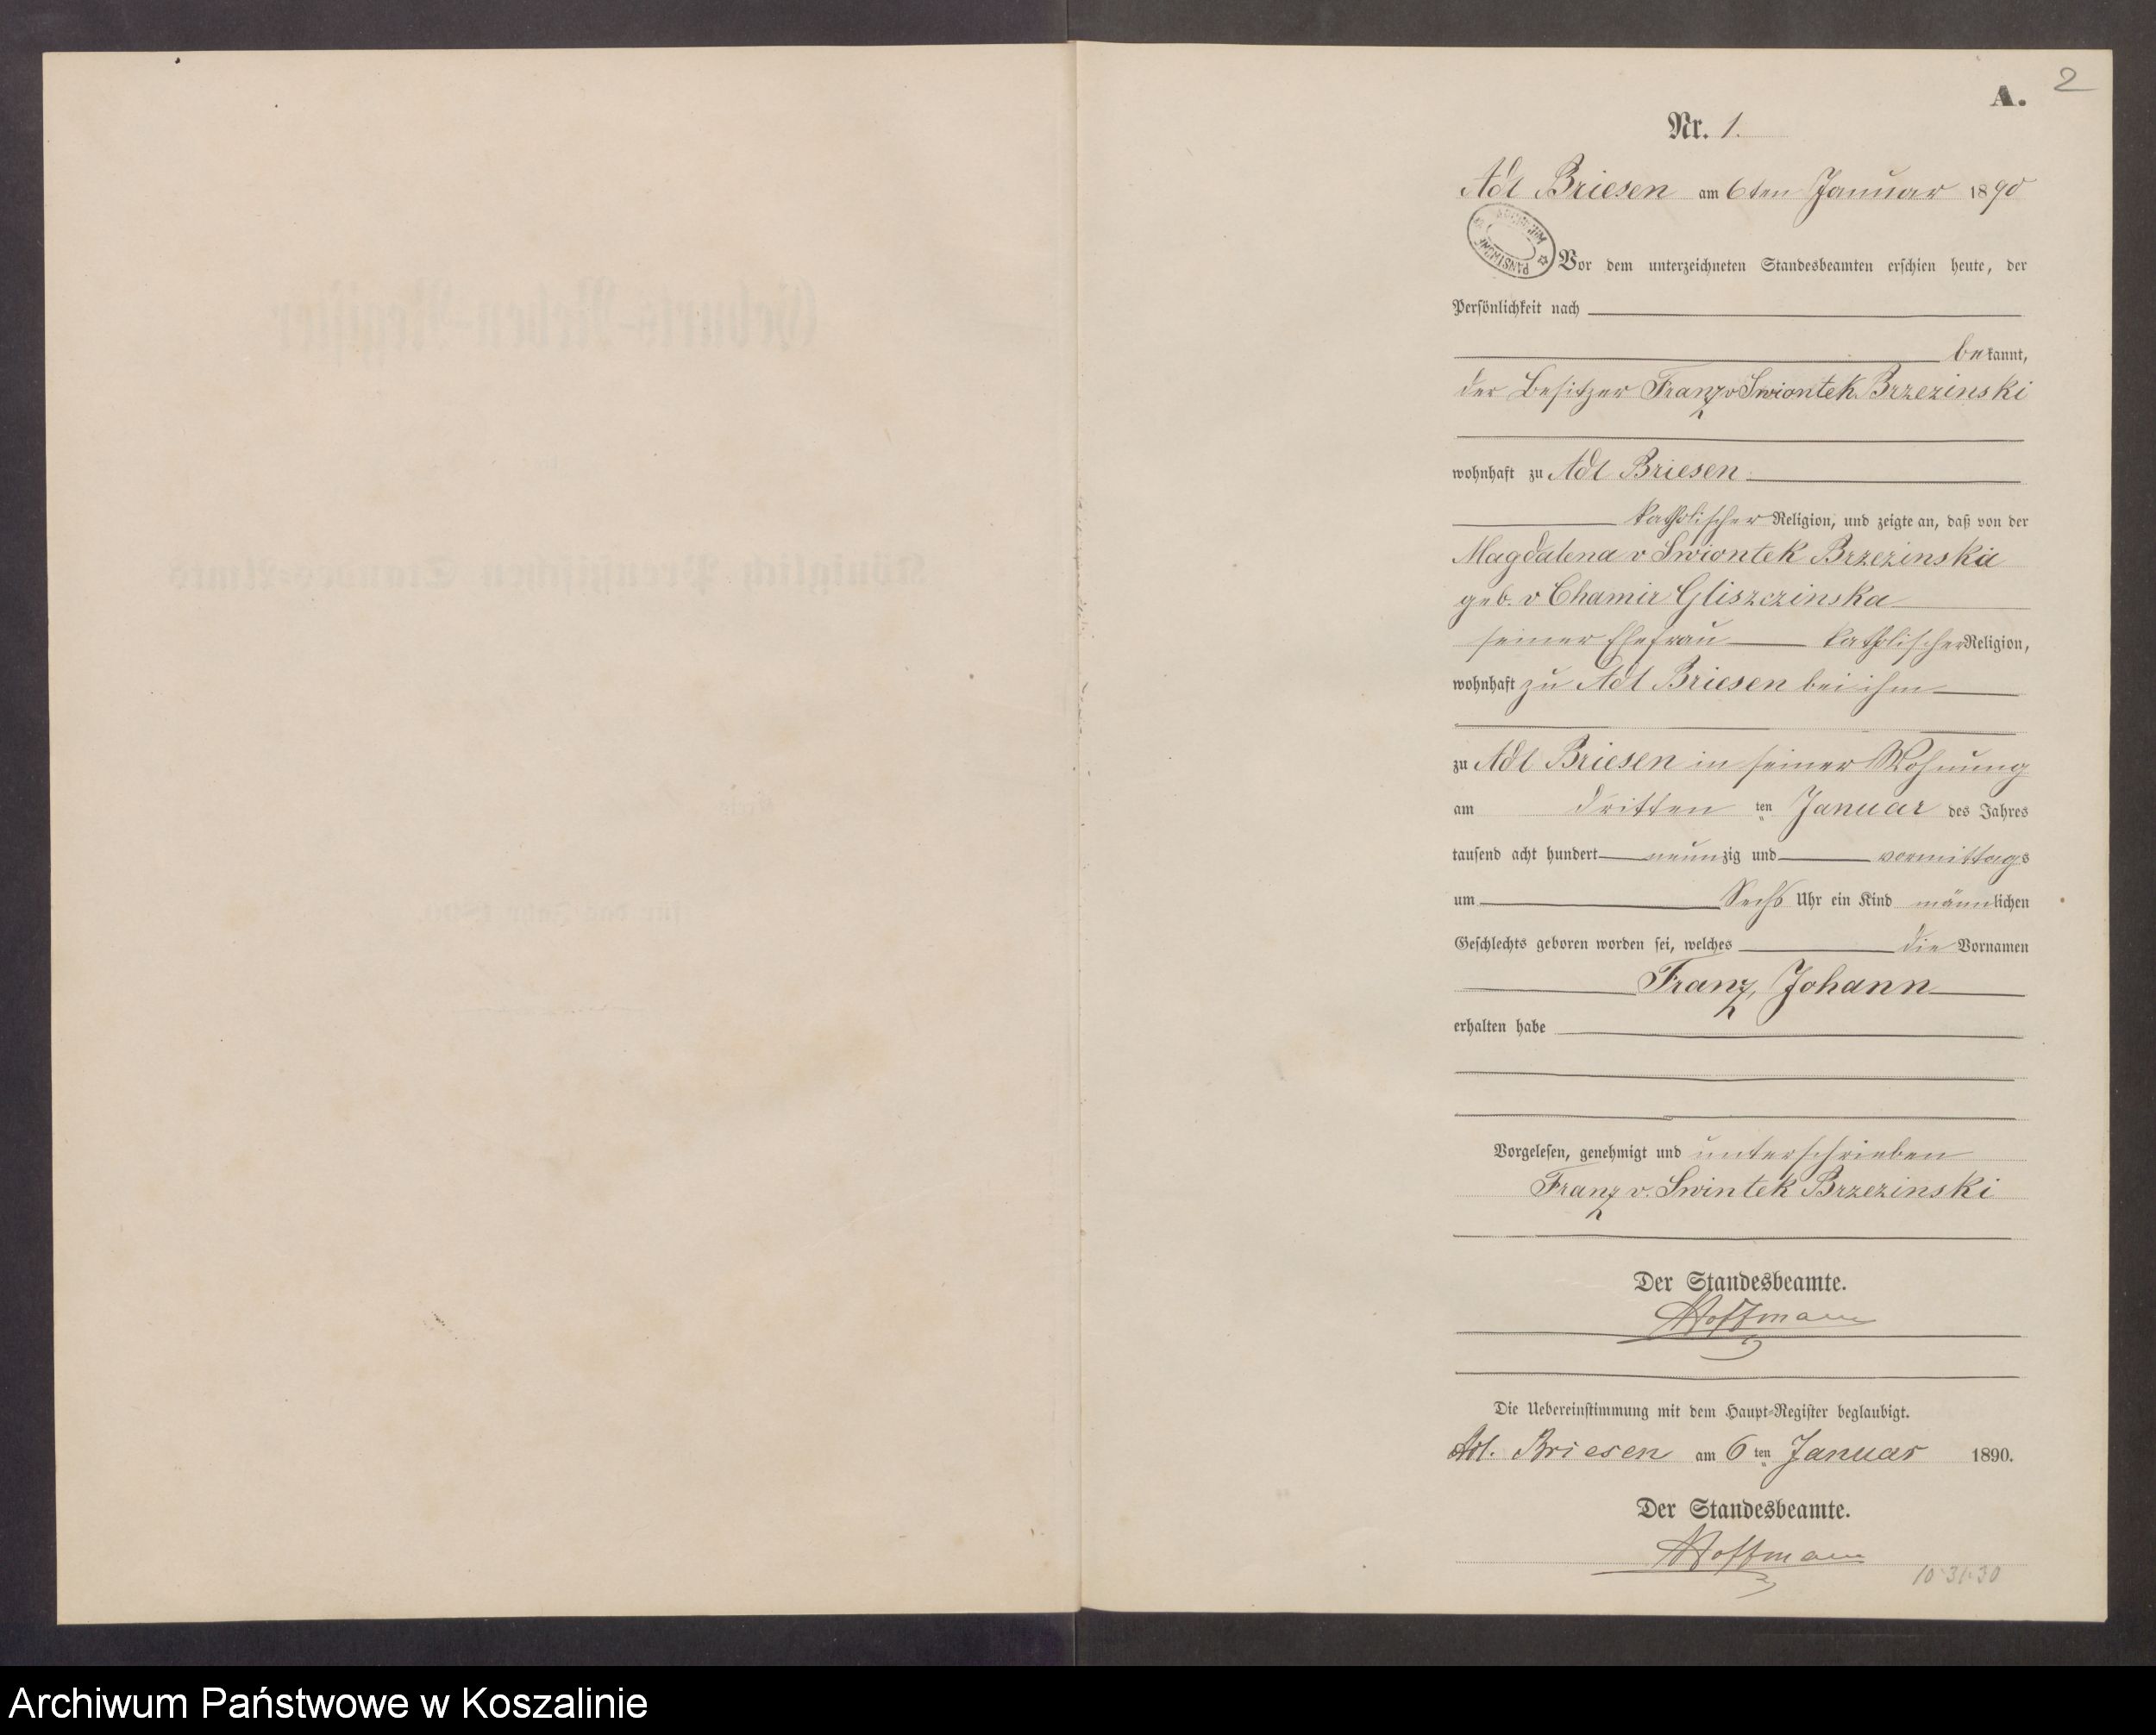 2
A.
Nr. 1.
Adl Briesen am 6ten Januar 1890
Vor dem unterzeichneten Standesbeamten erschien heute, der
Persönlichkeit nach
bekannt,
der Besitzer Franz v Swiontek Brzezinski
wohnhaft zu Adl Briesen
katholischer Religion, und zeigte an, daß von der
Magdalena v Swiontek Brzezinska
geb. v Chamir Gliszczinska
seiner Ehefrau katholischer Religion,
wohnhaft zu Adl Briesen bei ihm
zu Adl Briesen in seiner Wohnung
am dritten ten Januar des Jahres
tausend acht hundert neunzig und vormittags
um Sechs Uhr ein Kind männlichen
Geschlechts geboren worden sei, welches die Vornamen
Franz, Johann
erhalten habe
Vorgelesen, genehmigt und unterschrieben
Franz v. Swintek Brzezinski
Der Standesbeamte.
Hoffmann
Die Uebereinstimmung mit dem Haupt-Register beglaubigt.
Adl. Briesen am 6 ten Januar 1890.
Der Standesbeamte.
Hoffmann
Archiwum Państwowe w Koszalinie